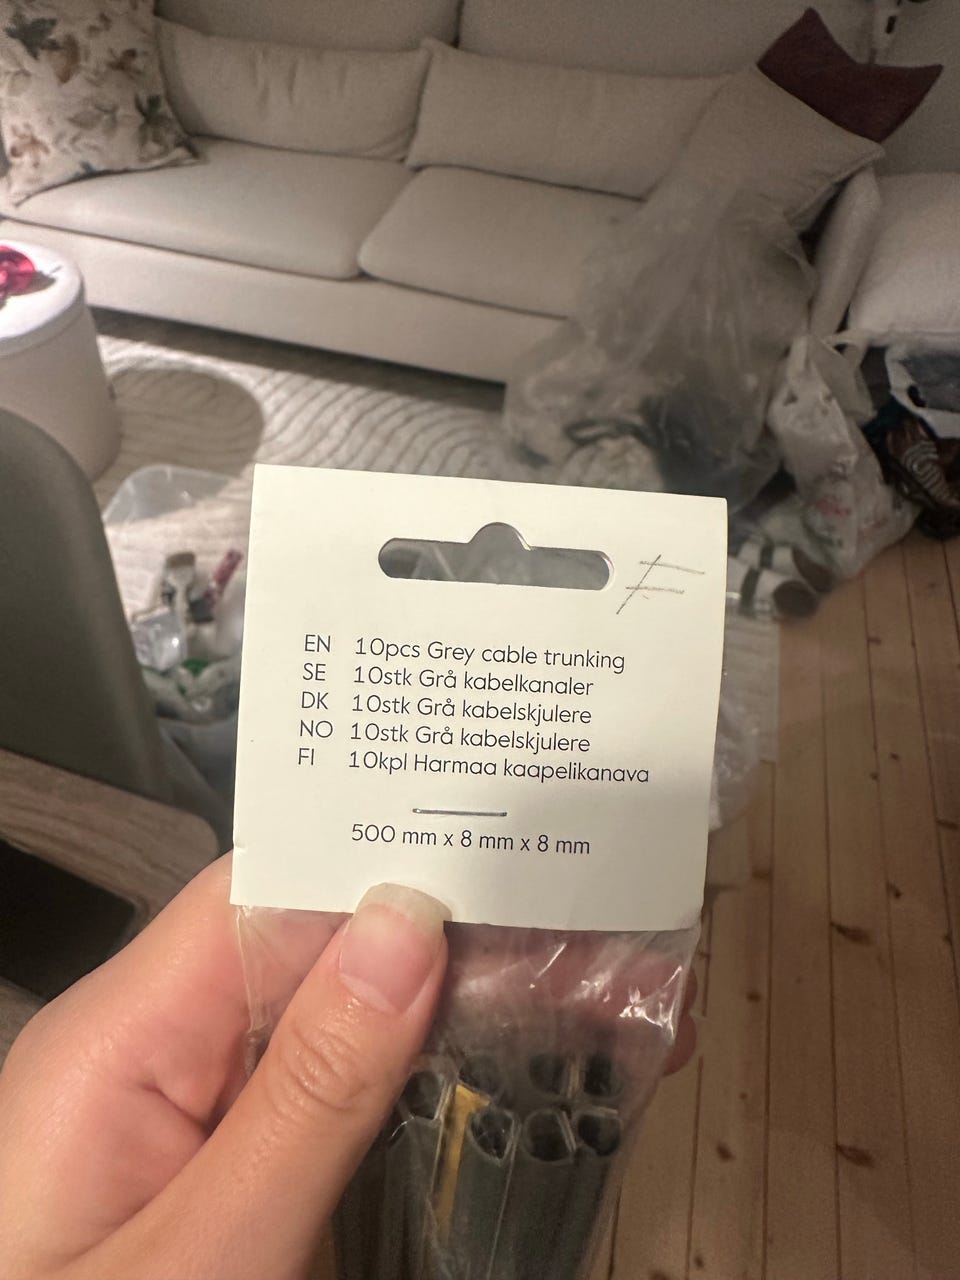 F
EN 10pcs Grey cable trunking
SE 10stk Grå kabelkanaler
DK 10stk Grå kabelskjulere
NO 10stk Grå kabelskjulere
FI 10kpl Harmaa kaapelikanava
500 mm x 8 mm x 8 mm